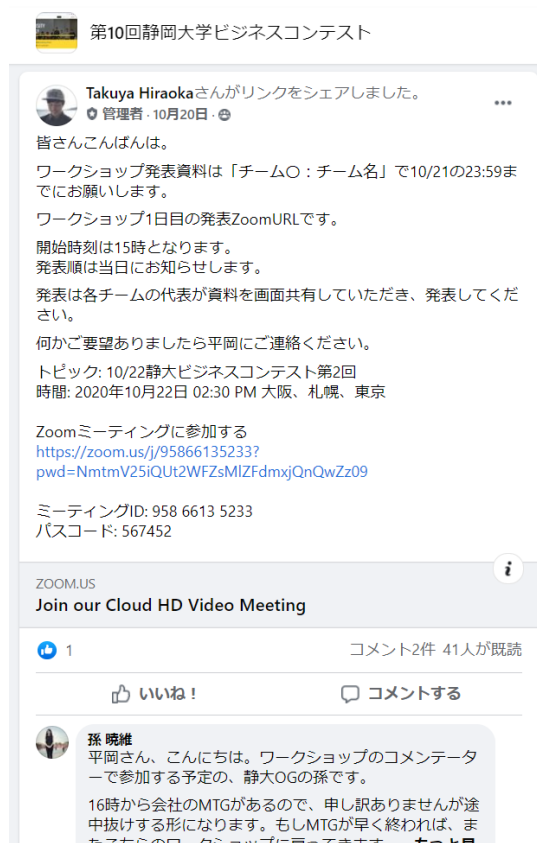 第10回静岡大学ビジネスコンテスト
Takuya Hiraokaさんがリンクをシェアしました。
管理者 · 10月20日 ·
皆さんこんばんは。
ワークショップ発表資料は「チーム〇：チーム名」で10/21の23:59ま
でにお願いします。
ワークショップ1日目の発表ZoomURLです。
開始時刻は15時となります。
発表順は当日にお知らせします。
発表は各チームの代表が資料を画面共有していただき、発表してくだ
さい。
何かご要望ありましたら平岡にご連絡ください。
トピック: 10/22静大ビジネスコンテスト第2回
時間: 2020年10月22日 02:30 PM 大阪、札幌、東京
Zoomミーティングに参加する
https://zoom.us/j/95866135233?
pwd=NmtmV25iQUt2WFZsMlZFdmxjQnQwZz09
ミーティングID: 958 6613 5233
パスコード: 567452
ZOOM.US
Join our Cloud HD Video Meeting
1
コメント2件 41人が既読
いいね！
コメントする
孫 暁維
平岡さん、こんにちは。ワークショップのコメンテータ
ーで参加する予定の、静大OGの孫です。
16時から会社のMTGがあるので、申し訳ありませんが途
中抜けする形になります。もしMTGが早く終われば、ま